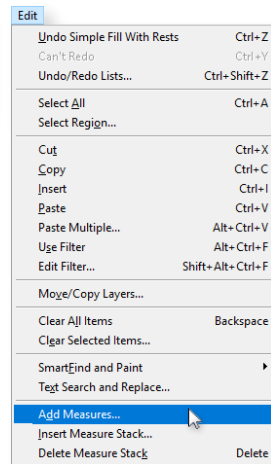 Edit
Undo Simple Fill With Rests Ctrl+Z
Can't Redo Ctrl+Y
Undo/Redo Lists... Ctrl+Shift+Z
Select All Ctrl+A
Select Region...
Cut Ctrl+X
Copy Ctrl+C
Insert Ctrl+I
Paste Ctrl+V
Paste Multiple... Alt+Ctrl+V
Use Filter Alt+Ctrl+F
Edit Filter... Shift+Alt+Ctrl+F
Move/Copy Layers...
Clear All Items Backspace
Clear Selected Items...
SmartFind and Paint
Text Search and Replace...
Add Measures...
Insert Measure Stack...
Delete Measure Stack Delete